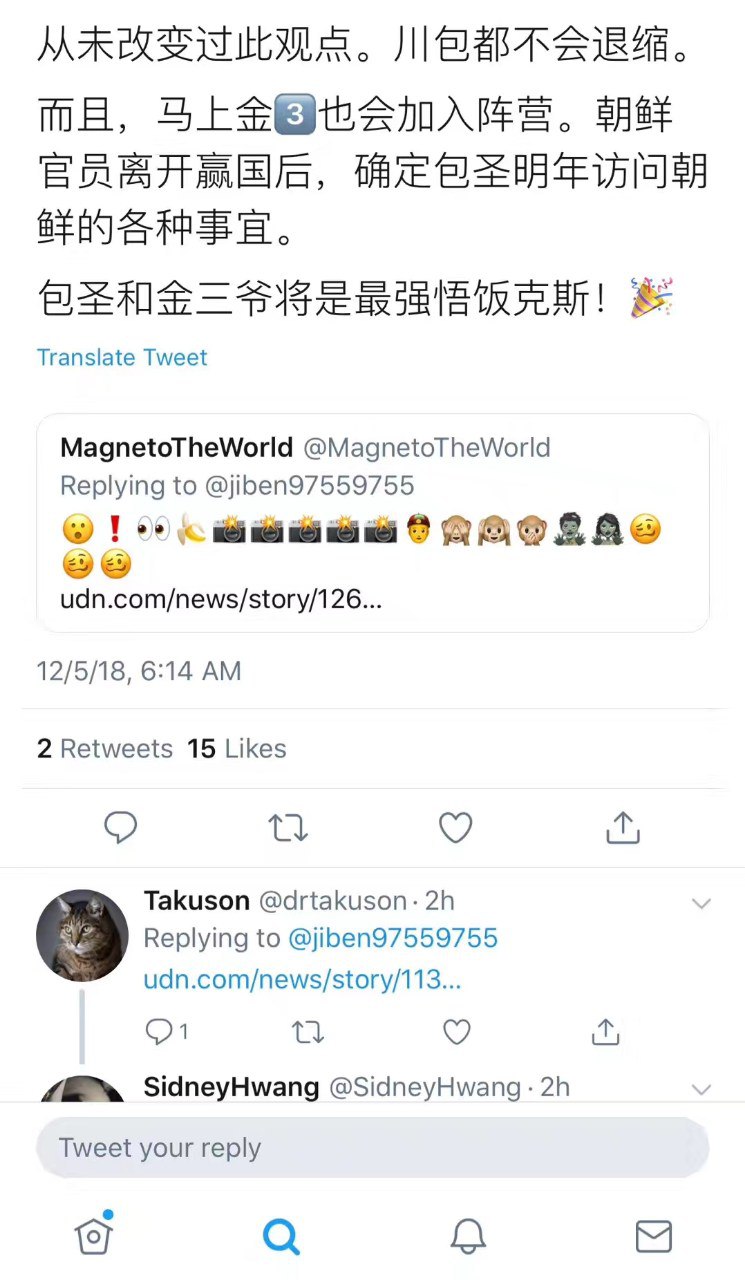 从未改变过此观点。川包都不会退缩。
而且，马上金3️⃣也会加入阵营。朝鲜
官员离开赢国后，确定包圣明年访问朝
鲜的各种事宜。
包圣和金三爷将是最强悟饭克斯！🎉
Translate Tweet
MagnetoTheWorld @MagnetoTheWorld
Replying to @jiben97559755
😮❗👀🍌📸📸📸📸📸👲🙈🙉🙊🧟‍♂️🧟‍♀️🥴
🥴🥴
udn.com/news/story/126...
12/5/18, 6:14 AM
2 Retweets 15 Likes
Takuson @drtakuson · 2h
Replying to @jiben97559755
udn.com/news/story/113...
1
SidneyHwang @SidneyHwang · 2h
Tweet your reply